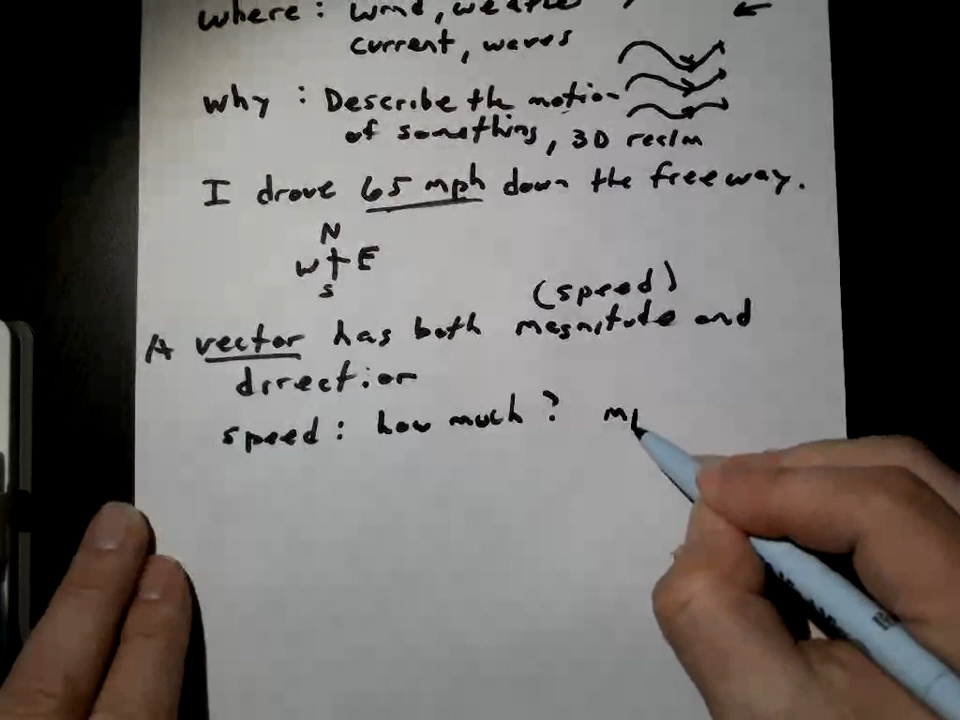 where: wind, weather
current, waves
why: Describe the motion
of something, 3D realm
I drove 65 mph down the freeway.
N
W E
S
(speed)
A vector has both magnitude and
direction
speed: how much? m